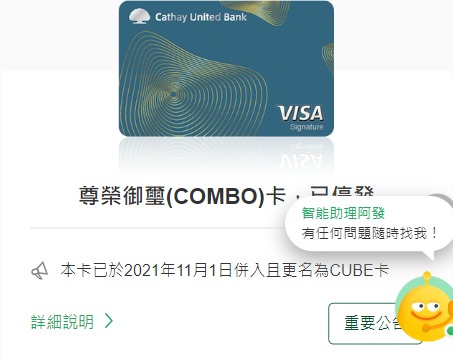 Cathay United Bank
VISA
Signature
尊榮御璽(COMBO)卡，已停發
智能助理阿發
有任何問題隨時找我！
本卡已於2021年11月1日併入且更名為CUBE卡
詳細說明
重要公告